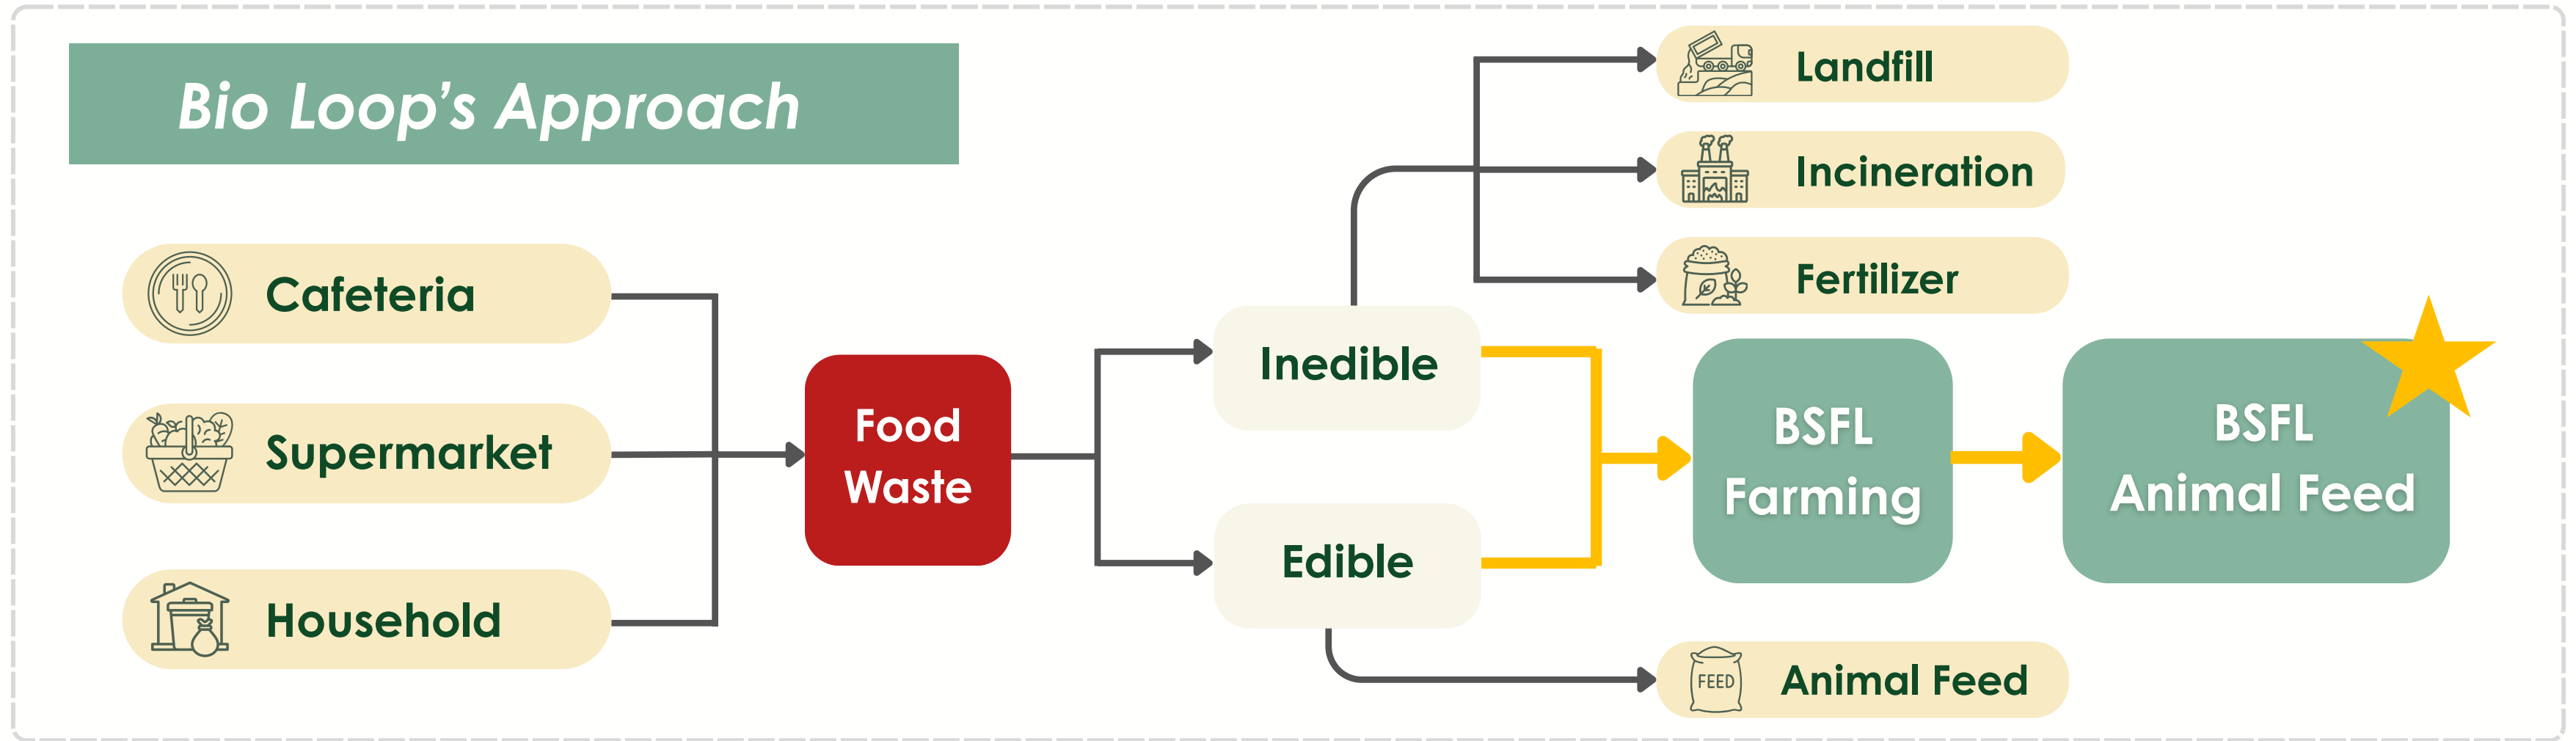 Bio Loop's Approach
Cafeteria
Supermarket
Household
Food
Waste
Inedible
Edible
Landfill
Incineration
Fertilizer
BSFL
Farming
BSFL
Animal Feed
FEED
Animal Feed